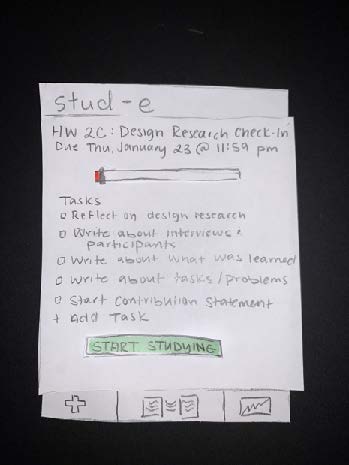 stud-e
HW 2C: Design Research Check-In
Due Thu, January 23 @ 11:59 pm
Tasks
Reflect on design research
Write about interviews &
participants
Write about what was learned
Write about tasks/problems
Start Contribution Statement
+ Add Task
START STUDYING